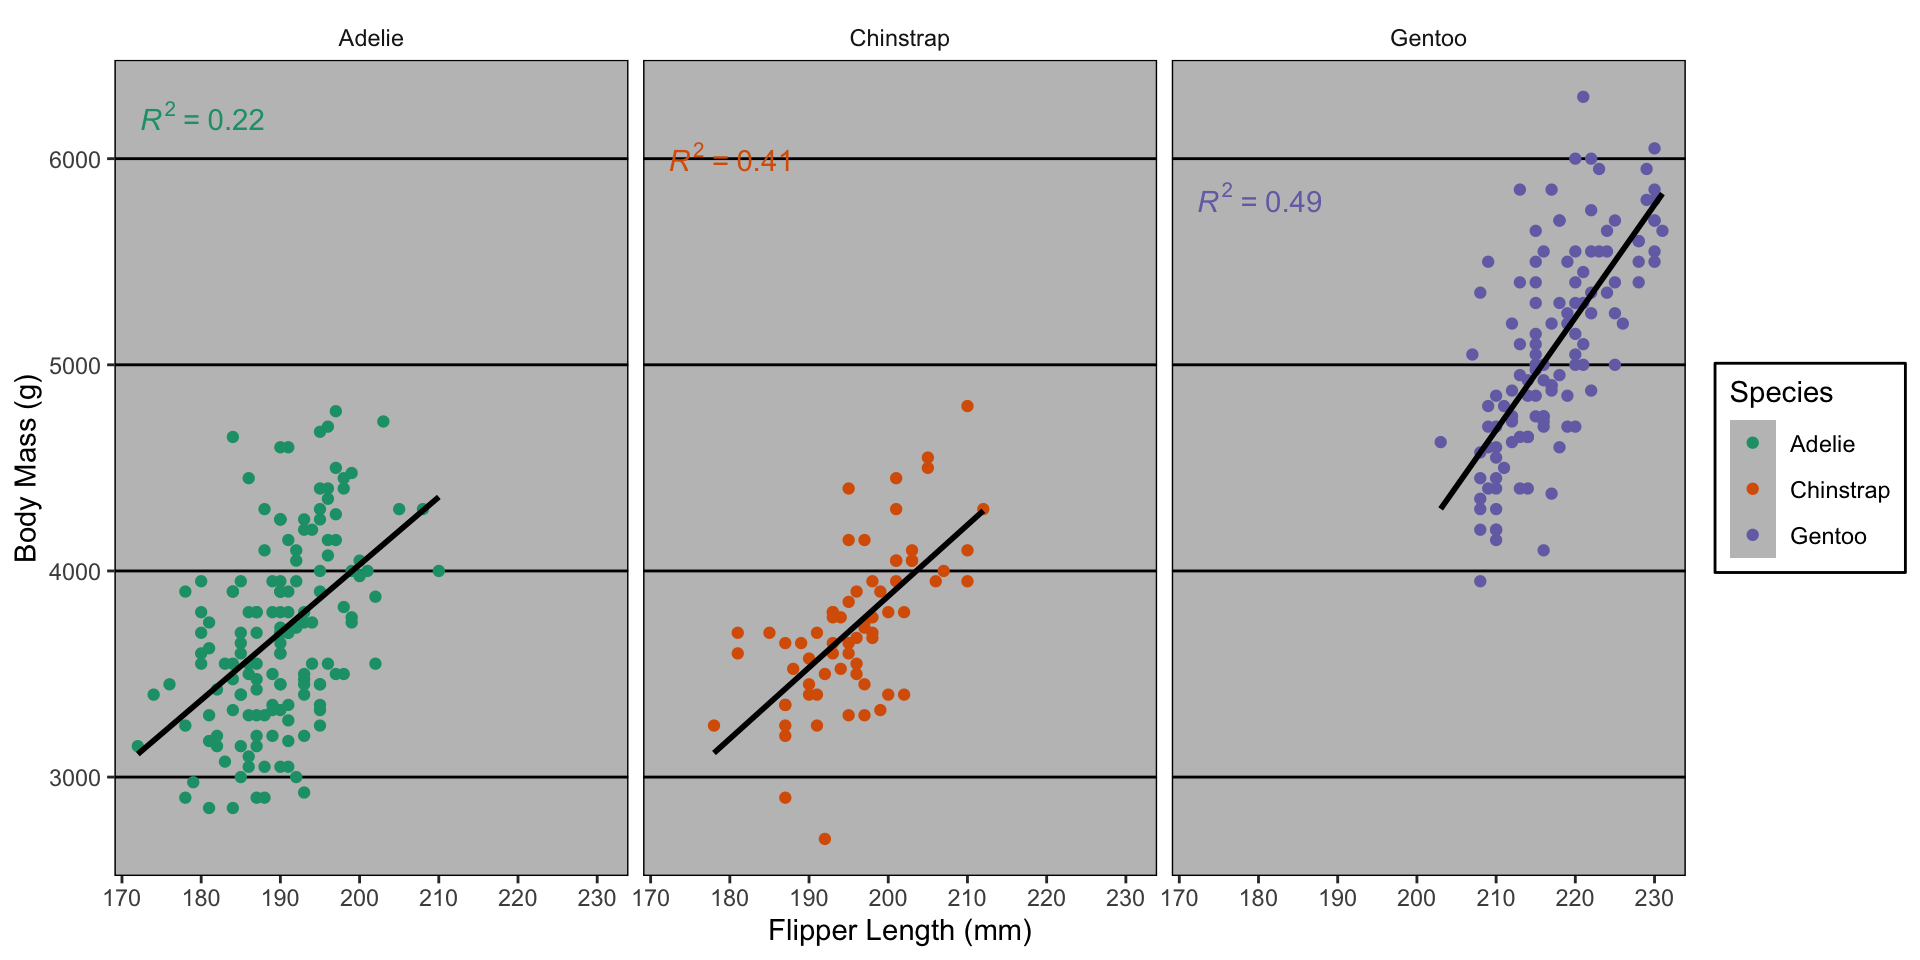 Adelie
Chinstrap
Gentoo
R² = 0.22
R² = 0.41
R² = 0.49
6000
5000
4000
3000
Body Mass (g)
170 180 190 200 210 220 230
170 180 190 200 210 220 230
170 180 190 200 210 220 230
Flipper Length (mm)
Species
Adelie
Chinstrap
Gentoo